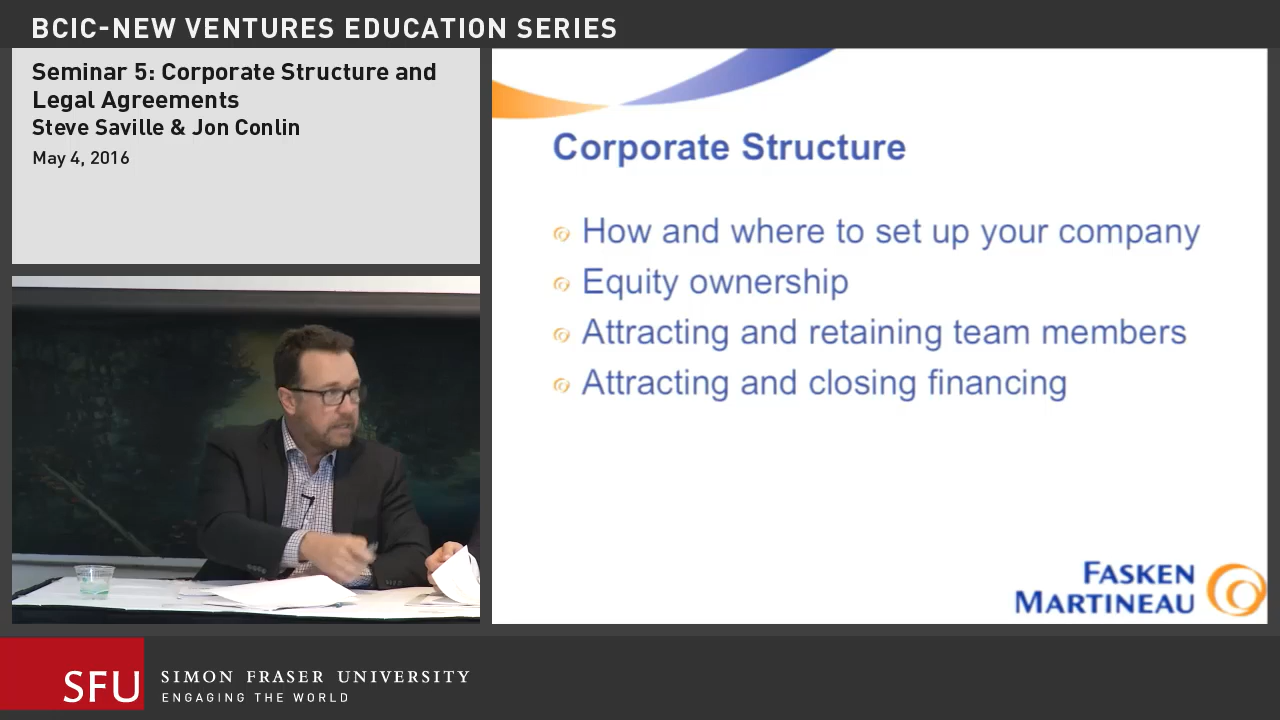 BCIC-NEW VENTURES EDUCATION SERIES
Seminar 5: Corporate Structure and
Legal Agreements
Steve Saville & Jon Conlin
May 4, 2016
Corporate Structure
How and where to set up your company
Equity ownership
Attracting and retaining team members
Attracting and closing financing
FASKEN
MARTINEAU
SFU
SIMON FRASER UNIVERSITY
ENGAGING THE WORLD